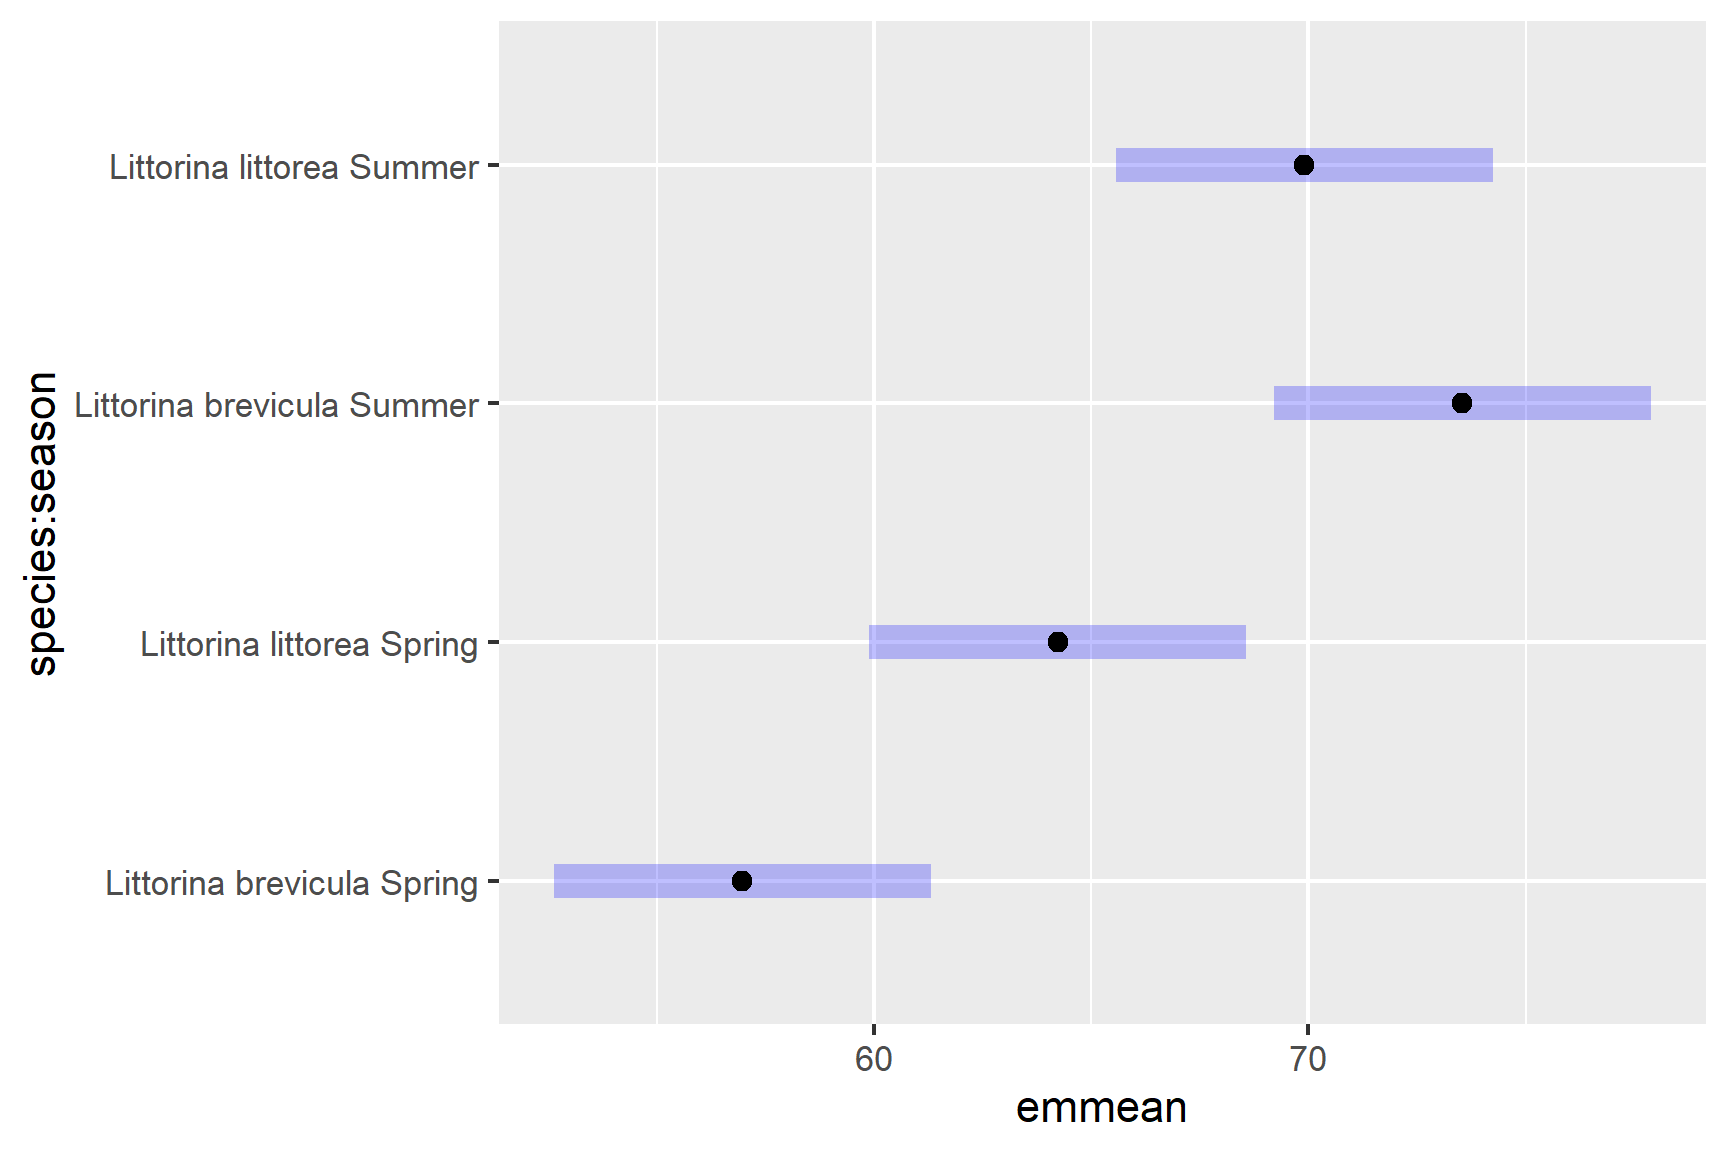 species:season
Littorina littorea Summer
Littorina brevicula Summer
Littorina littorea Spring
Littorina brevicula Spring
60 70
emmean